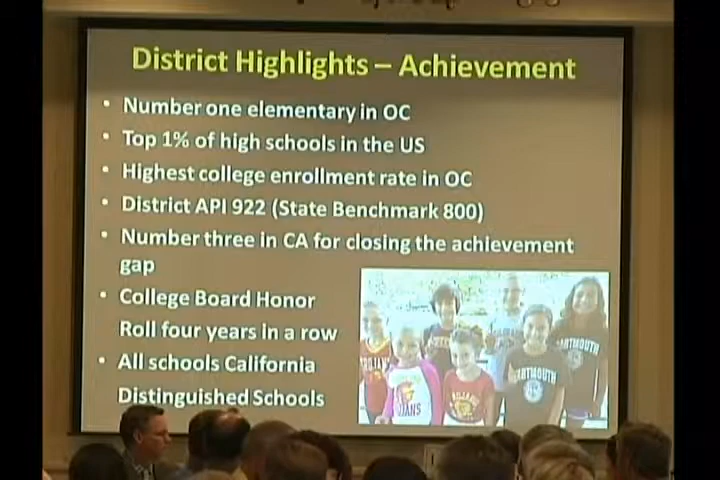 District Highlights – Achievement
• Number one elementary in OC
• Top 1% of high schools in the US
• Highest college enrollment rate in OC
• District API 922 (State Benchmark 800)
• Number three in CA for closing the achievement
gap
• College Board Honor
Roll four years in a row
• All schools California
Distinguished Schools
DARTMOUTH